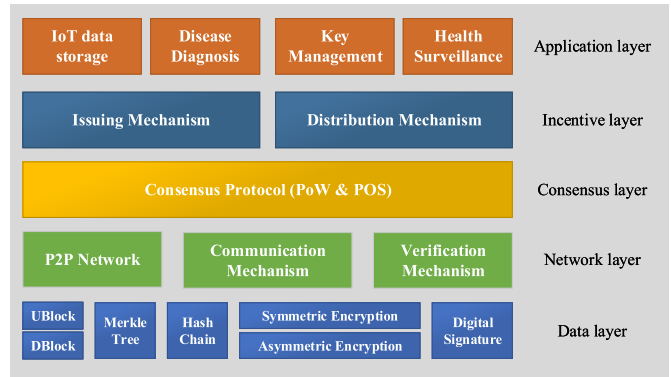 IoT data
storage
Disease
Diagnosis
Key
Management
Health
Surveillance
Application layer
Issuing Mechanism
Distribution Mechanism
Incentive layer
Consensus Protocol (PoW & POS)
Consensus layer
P2P Network
Communication
Mechanism
Verification
Mechanism
Network layer
UBlock
DBlock
Merkle
Tree
Hash
Chain
Symmetric Encryption
Asymmetric Encryption
Digital
Signature
Data layer